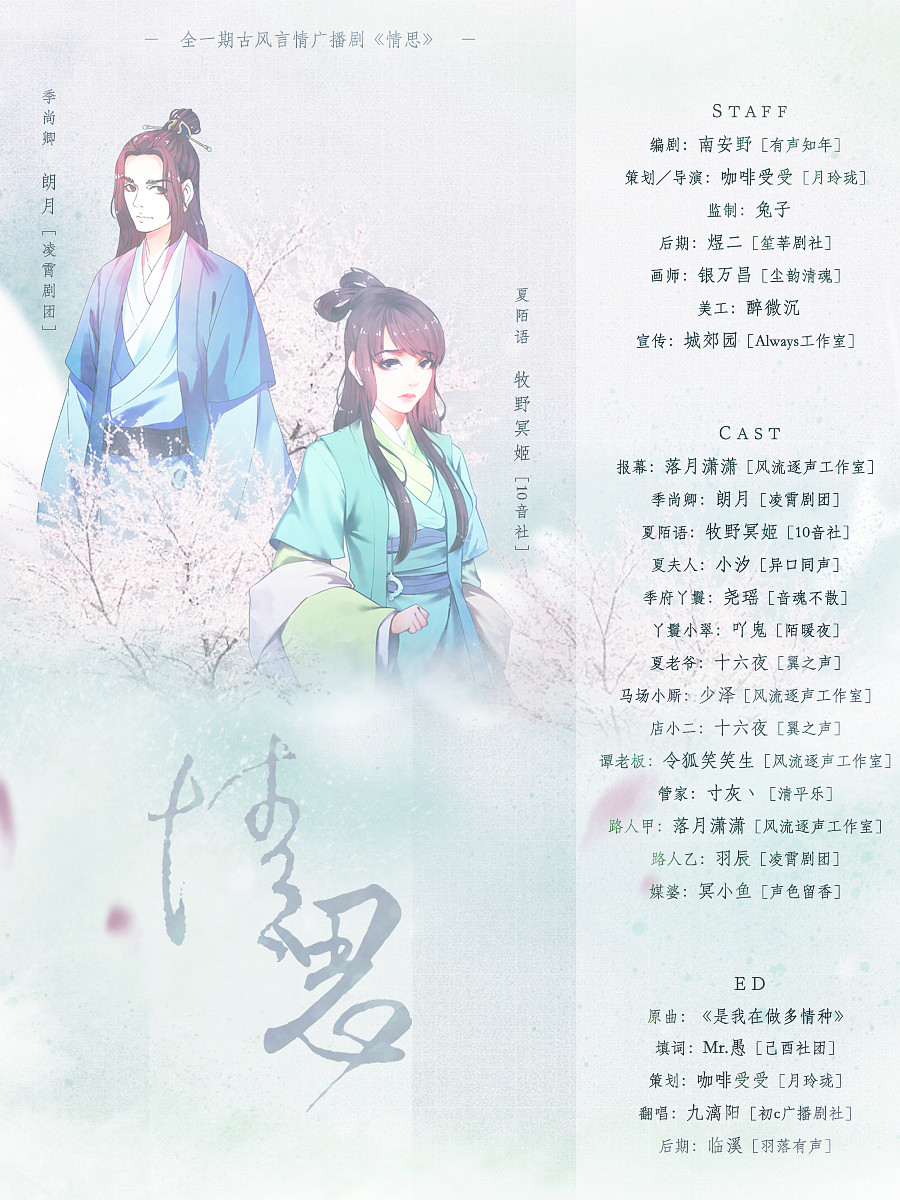 — 全一期古风言情广播剧《情思》 —
季尚卿 朗月［凌霄剧团］
夏陌语 牧野冥姬［10音社］
情思
STAFF
编剧：南安野［有声知年］
策划／导演：咖啡受受［月玲珑］
监制：兔子
后期：煜二［笙莘剧社］
画师：银万昌［尘韵清魂］
美工：醉微沉
宣传：城郊园［Always工作室］
CAST
报幕：落月潇潇［风流逐声工作室］
季尚卿：朗月［凌霄剧团］
夏陌语：牧野冥姬［10音社］
夏夫人：小汐［异口同声］
季府丫鬟：尧瑶［音魂不散］
丫鬟小翠：吖鬼［陌暖夜］
夏老爷：十六夜［翼之声］
马场小厮：少泽［风流逐声工作室］
店小二：十六夜［翼之声］
谭老板：令狐笑笑生［风流逐声工作室］
管家：寸灰丶［清平乐］
路人甲：落月潇潇［风流逐声工作室］
路人乙：羽辰［凌霄剧团］
媒婆：冥小鱼［声色留香］
ED
原曲：《是我在做多情种》
填词：Mr.愚［己酉社团］
策划：咖啡受受［月玲珑］
翻唱：九漓阳［初c广播剧社］
后期：临溪［羽落有声］